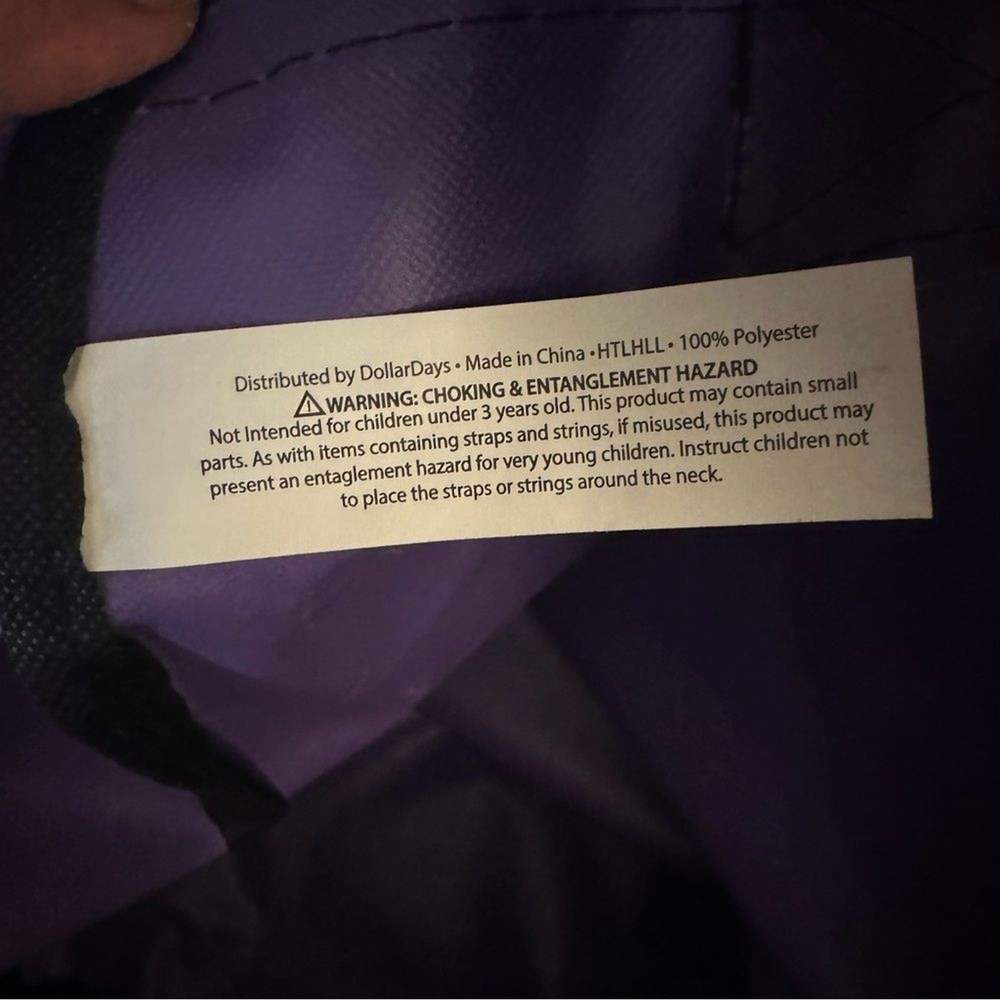 Distributed by DollarDays • Made in China • HTLHLL • 100% Polyester
⚠WARNING: CHOKING & ENTANGLEMENT HAZARD
Not Intended for children under 3 years old. This product may contain small
parts. As with items containing straps and strings, if misused, this product may
present an entaglement hazard for very young children. Instruct children not
to place the straps or strings around the neck.